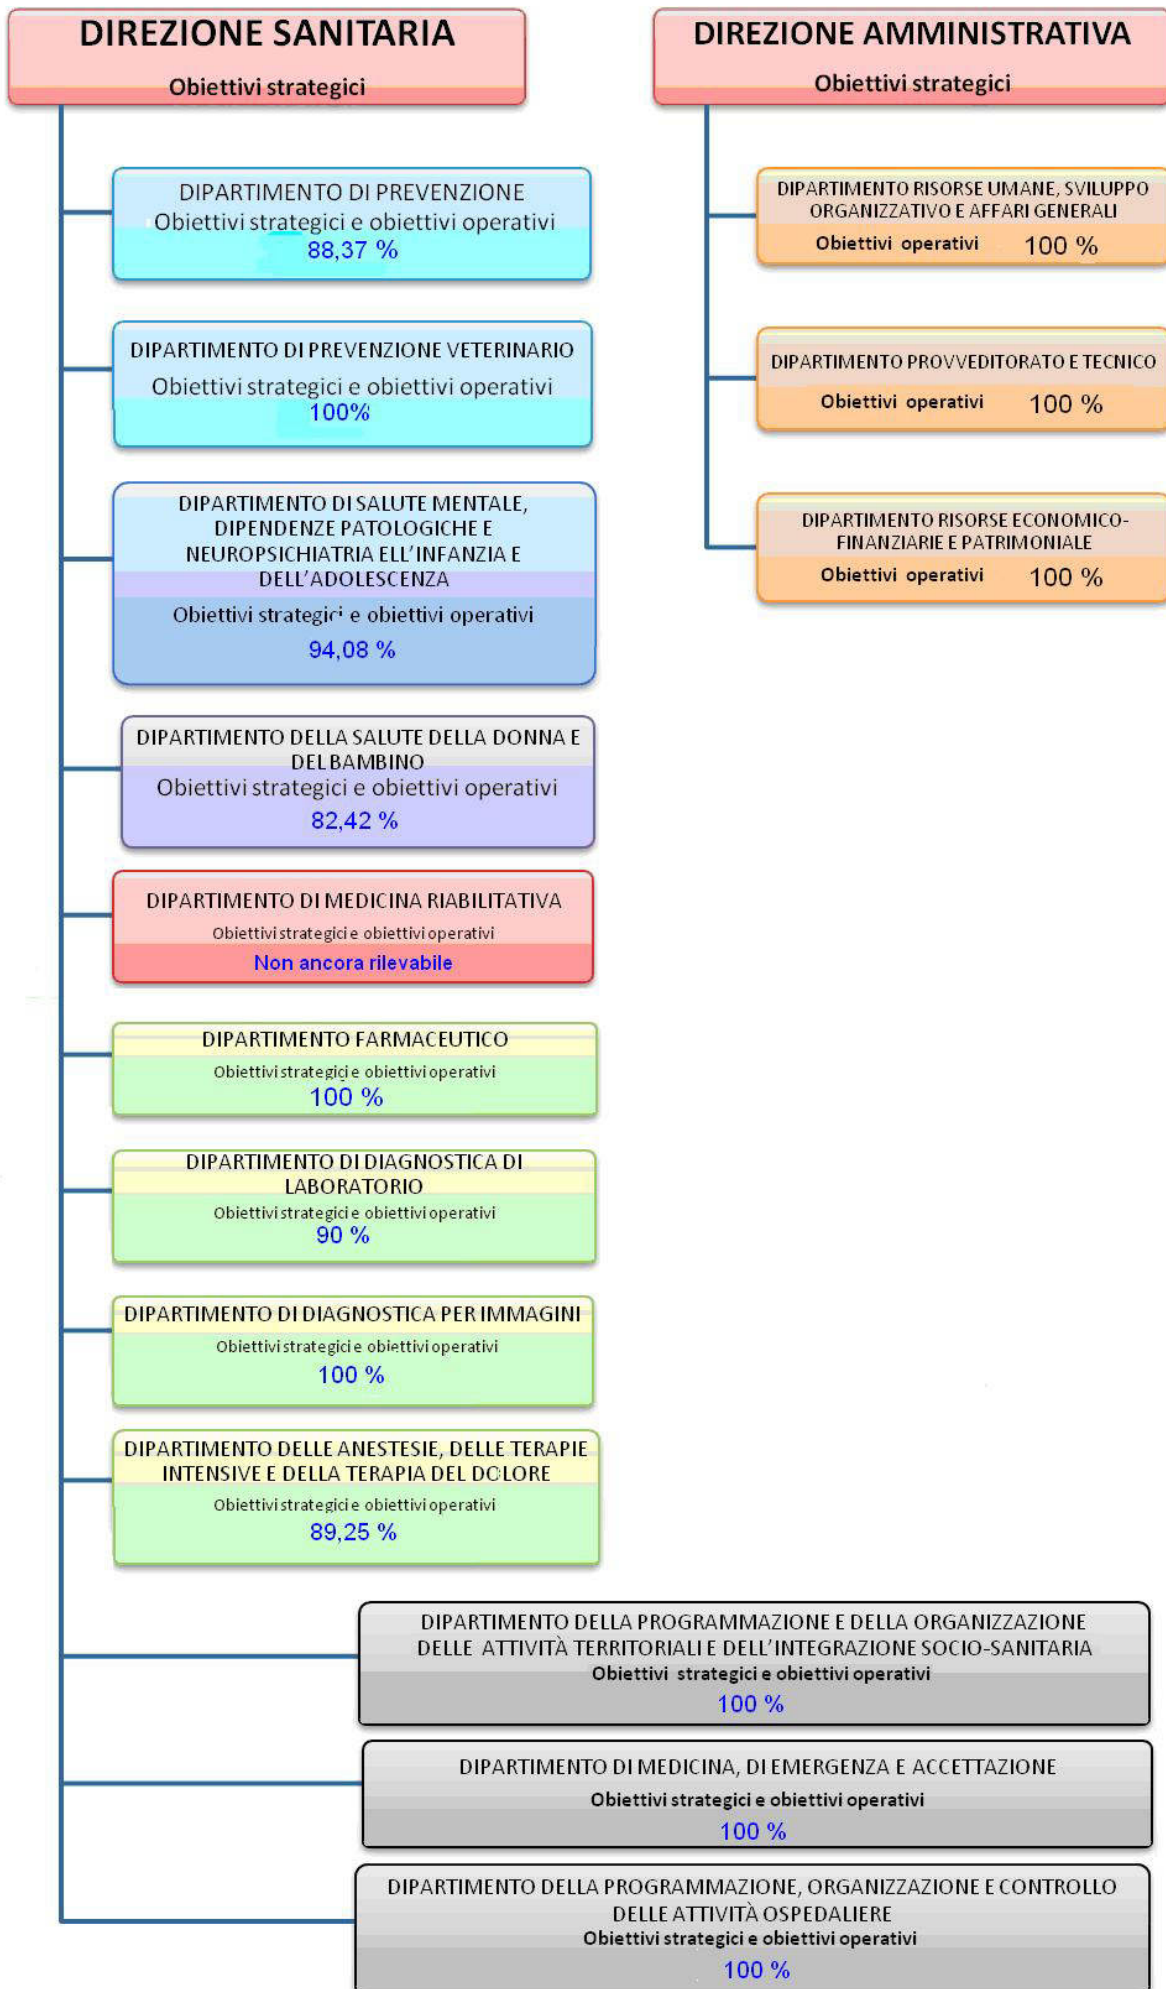 DIREZIONE SANITARIA
Obiettivi strategici
DIPARTIMENTO DI PREVENZIONE
Obiettivi strategici e obiettivi operativi
88,37 %
DIPARTIMENTO DI PREVENZIONE VETERINARIO
Obiettivi strategici e obiettivi operativi
100%
DIPARTIMENTO DI SALUTE MENTALE,
DIPENDENZE PATOLOGICHE E
NEUROPSICHIATRIA ELL'INFANZIA E
DELL'ADOLESCENZA
Obiettivi strategici e obiettivi operativi
94,08 %
DIPARTIMENTO DELLA SALUTE DELLA DONNA E
DEL BAMBINO
Obiettivi strategici e obiettivi operativi
82,42 %
DIPARTIMENTO DI MEDICINA RIABILITATIVA
Obiettivi strategici e obiettivi operativi
Non ancora rilevabile
DIPARTIMENTO FARMACEUTICO
Obiettivi strategici e obiettivi operativi
100 %
DIPARTIMENTO DI DIAGNOSTICA DI
LABORATORIO
Obiettivi strategici e obiettivi operativi
90 %
DIPARTIMENTO DI DIAGNOSTICA PER IMMAGINI
Obiettivi strategici e obiettivi operativi
100 %
DIPARTIMENTO DELLE ANESTESIE, DELLE TERAPIE
INTENSIVE E DELLA TERAPIA DEL DOLORE
Obiettivi strategici e obiettivi operativi
89,25 %
DIPARTIMENTO DELLA PROGRAMMAZIONE E DELLA ORGANIZZAZIONE
DELLE ATTIVITÀ TERRITORIALI E DELL'INTEGRAZIONE SOCIO-SANITARIA
Obiettivi strategici e obiettivi operativi
100 %
DIPARTIMENTO DI MEDICINA, DI EMERGENZA E ACCETTAZIONE
Obiettivi strategici e obiettivi operativi
100 %
DIPARTIMENTO DELLA PROGRAMMAZIONE, ORGANIZZAZIONE E CONTROLLO
DELLE ATTIVITÀ OSPEDALIERE
Obiettivi strategici e obiettivi operativi
100 %
DIREZIONE AMMINISTRATIVA
Obiettivi strategici
DIPARTIMENTO RISORSE UMANE, SVILUPPO
ORGANIZZATIVO E AFFARI GENERALI
Obiettivi operativi 100 %
DIPARTIMENTO PROVVEDITORATO E TECNICO
Obiettivi operativi 100 %
DIPARTIMENTO RISORSE ECONOMICO-
FINANZIARIE E PATRIMONIALE
Obiettivi operativi 100 %